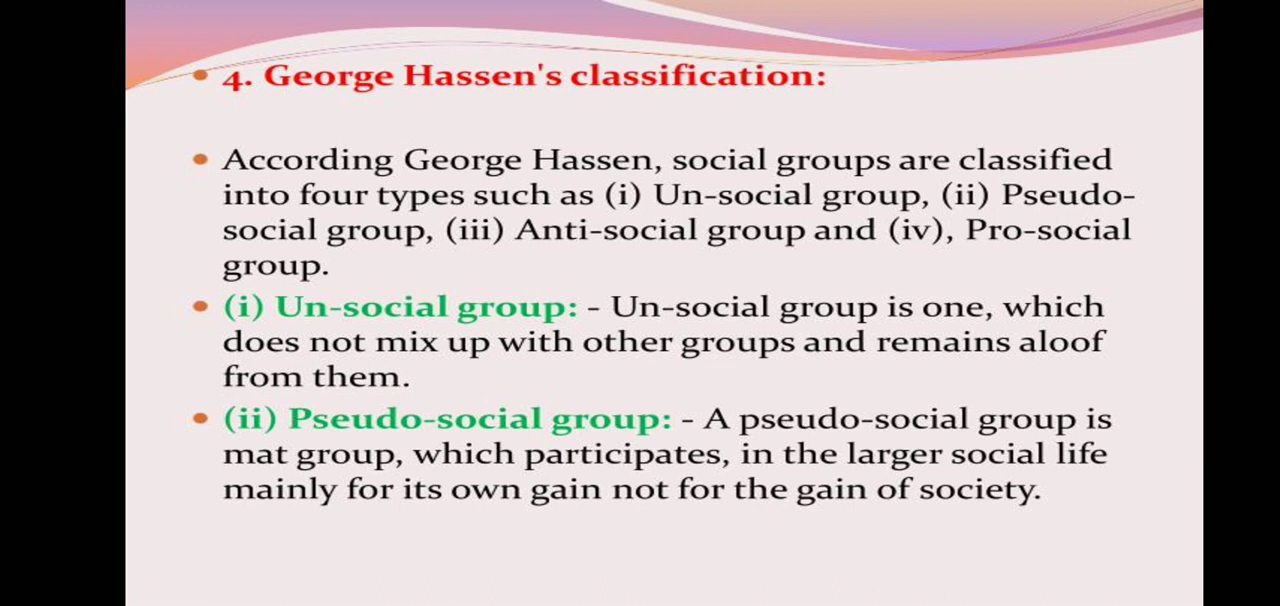 • 4. George Hassen's classification:
• According George Hassen, social groups are classified
into four types such as (i) Un-social group, (ii) Pseudo-
social group, (iii) Anti-social group and (iv), Pro-social
group.
• (i) Un-social group: - Un-social group is one, which
does not mix up with other groups and remains aloof
from them.
• (ii) Pseudo-social group: - A pseudo-social group is
mat group, which participates, in the larger social life
mainly for its own gain not for the gain of society.